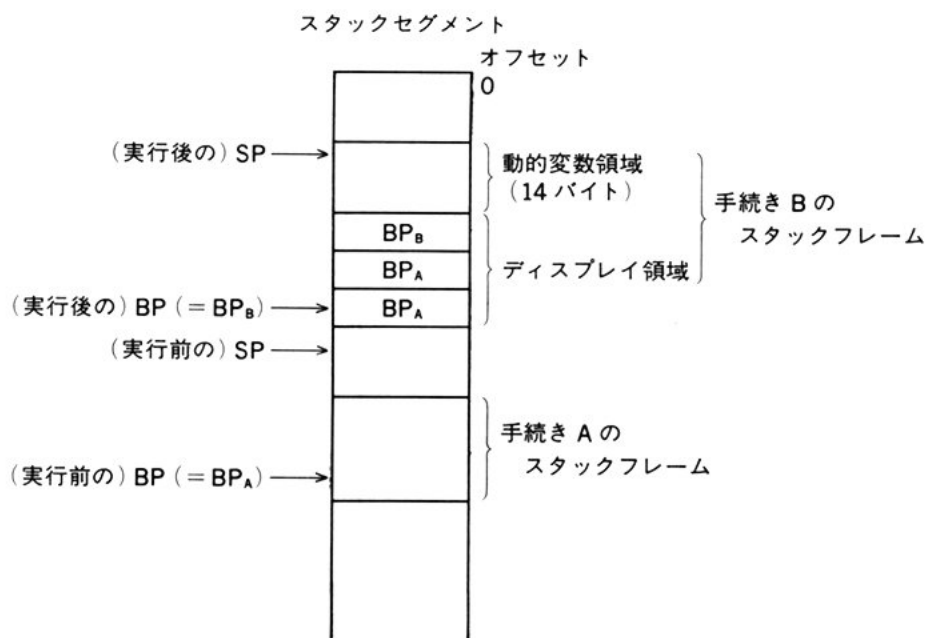 スタックセグメント
オフセット
0
(実行後の) SP
動的変数領域
(14 バイト)
手続き B の
スタックフレーム
BPB
BPA
ディスプレイ領域
(実行後の) BP (= BPB)
BPA
(実行前の) SP
手続き A の
スタックフレーム
(実行前の) BP (= BPA)